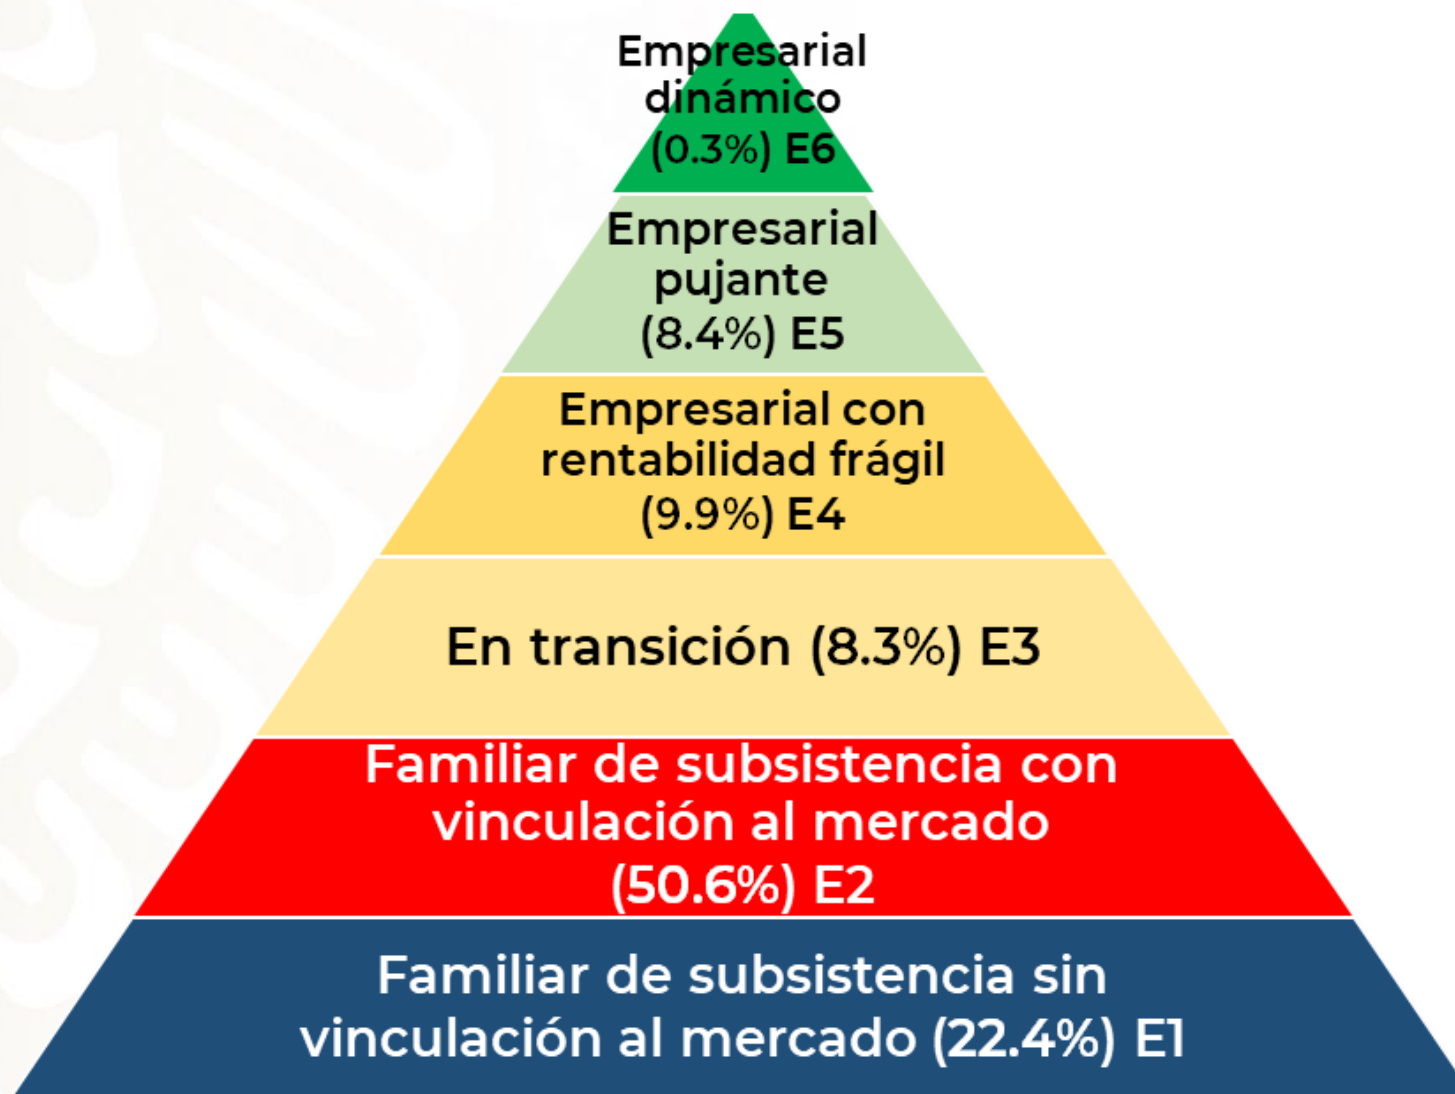 Empresarial
dinámico
(0.3%) E6
Empresarial
pujante
(8.4%) E5
Empresarial con
rentabilidad frágil
(9.9%) E4
En transición (8.3%) E3
Familiar de subsistencia con
vinculación al mercado
(50.6%) E2
Familiar de subsistencia sin
vinculación al mercado (22.4%) E1